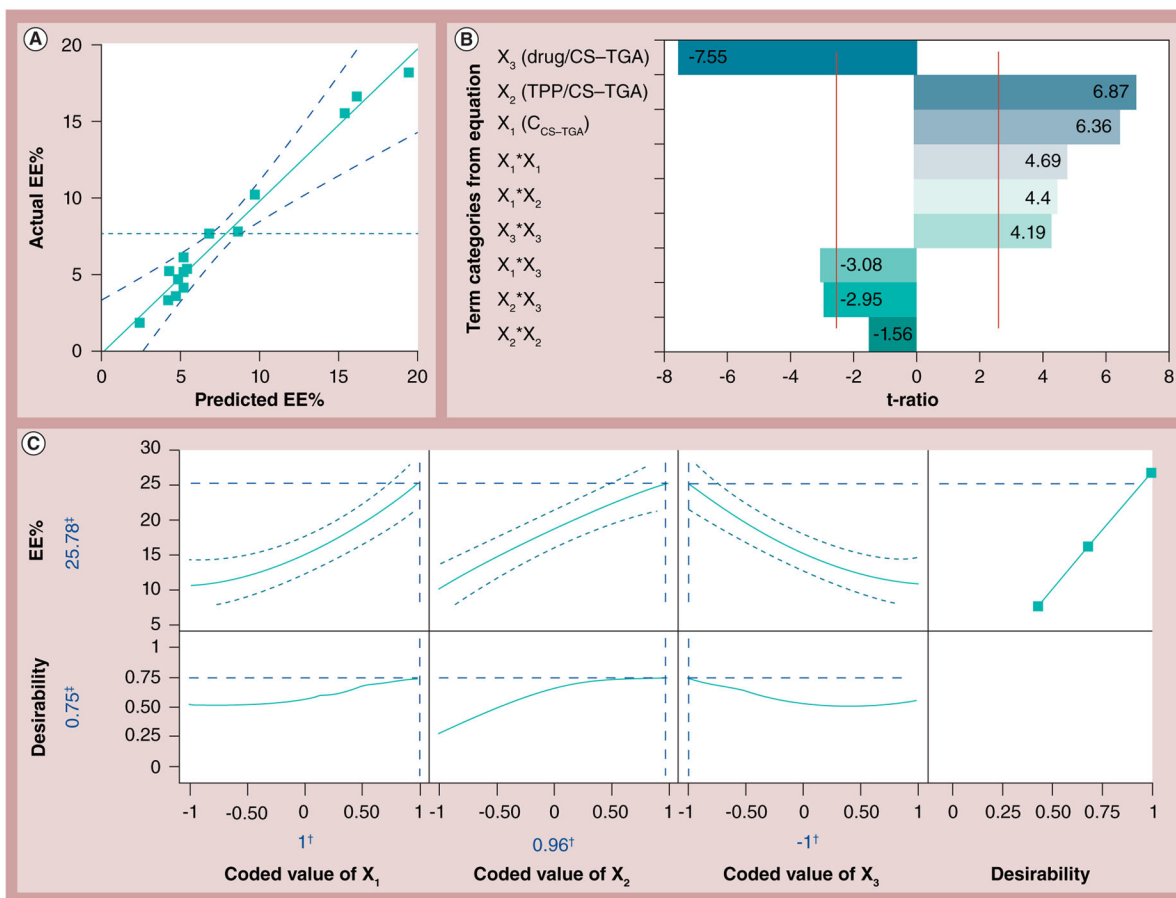 A
20
15
10
5
0
0 5 10 15 20
Actual EE%
Predicted EE%
B
Term categories from equation
X₃ (drug/CS–TGA) -7.55
X₂ (TPP/CS–TGA) 6.87
X₁ (C_CS–TGA) 6.36
X₁*X₁ 4.69
X₁*X₂ 4.4
X₃*X₃ 4.19
X₁*X₃ -3.08
X₂*X₃ -2.95
X₂*X₂ -1.56
-8 -6 -4 -2 0 2 4 6 8
t-ratio
C
EE%
25.78‡
30
25
20
15
10
5
Desirability
0.75‡
1
0.75
0.50
0.25
0
-1 -0.50 0 0.50 1 -1 -0.50 0 0.50 1 -1 -0.50 0 0.50 1 0 0.50 0.75 1
1† 0.96† -1†
Coded value of X₁ Coded value of X₂ Coded value of X₃ Desirability